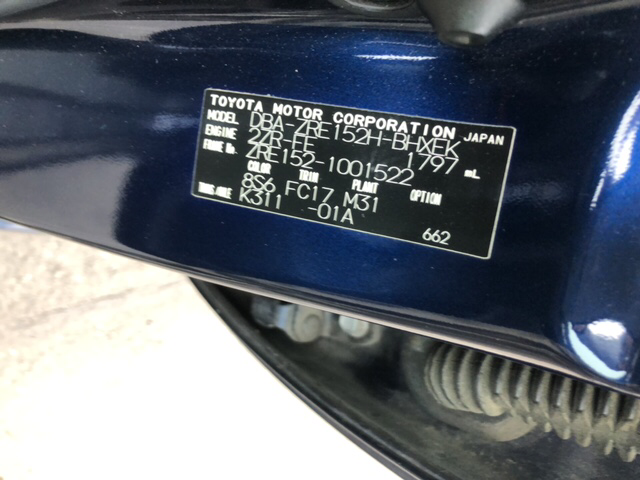 TOYOTA MOTOR CORPORATION JAPAN
MODEL DBA-ZRE152H-BHXEK
ENGINE 2ZR-FE 1797 mL
FRAME No. ZRE152-1001522
COLOR TRIM PLANT OPTION
8S6 FC17 M31
TRANS./AXLE K311 -01A
662